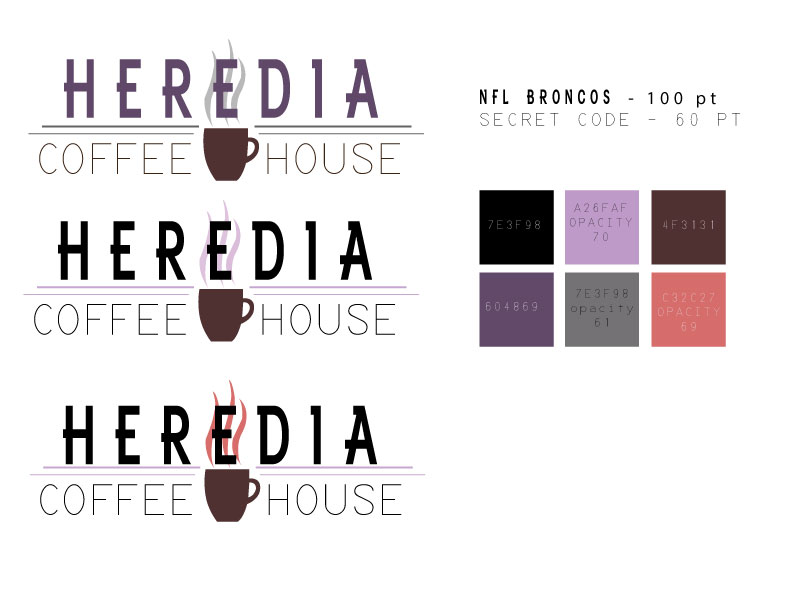 HEREDIA
COFFEE HOUSE
HEREDIA
COFFEE HOUSE
HEREDIA
COFFEE HOUSE
NFL BRONCOS - 100 pt
SECRET CODE - 60 PT
7E3F98
A26FAF
OPACITY
70
4F3131
604869
7E3F98
opacity
61
C32C27
OPACITY
69